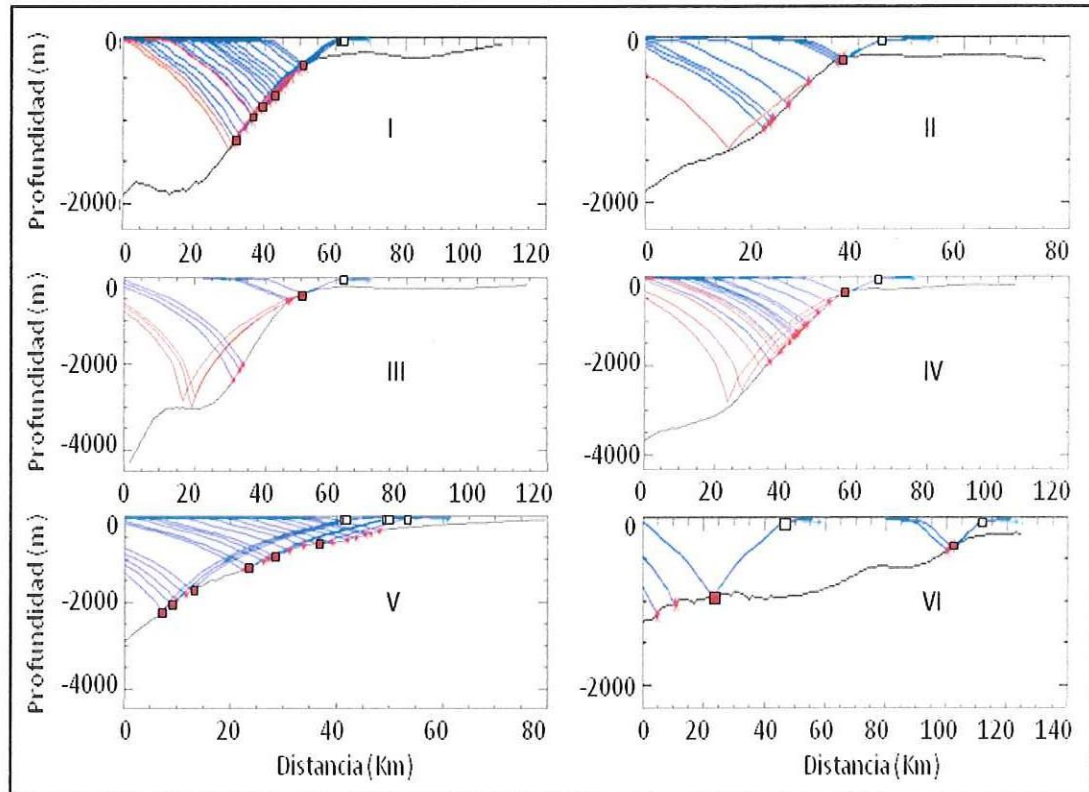 Profundidad (m)
0
-2000
I
0 20 40 60 80 100 120
0
-2000
II
0 20 40 60 80
Profundidad (m)
0
-2000
-4000
III
0 20 40 60 80 100 120
0
-2000
-4000
IV
0 20 40 60 80 100 120
Profundidad (m)
0
-2000
-4000
V
0 20 40 60 80
Distancia (Km)
0
-2000
VI
0 20 40 60 80 100 120 140
Distancia (Km)